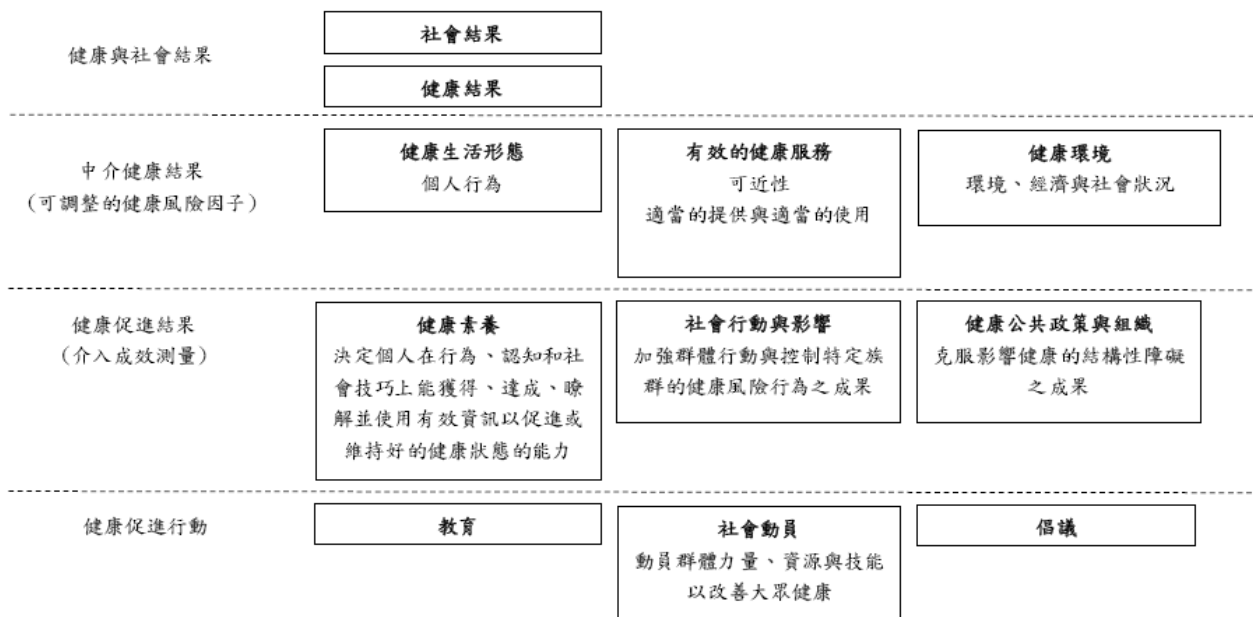 健康與社會結果
社會結果
健康結果
中介健康結果
(可調整的健康風險因子)
健康生活形態
個人行為
有效的健康服務
可近性
適當的提供與適當的使用
健康環境
環境、經濟與社會狀況
健康促進結果
(介入成效測量)
健康素養
決定個人在行為、認知和社
會技巧上能獲得、達成、瞭
解並使用有效資訊以促進或
維持好的健康狀態的能力
社會行動與影響
加強群體行動與控制特定族
群的健康風險行為之成果
健康公共政策與組織
克服影響健康的結構性障礙
之成果
健康促進行動
教育
社會動員
動員群體力量、資源與技能
以改善大眾健康
倡議